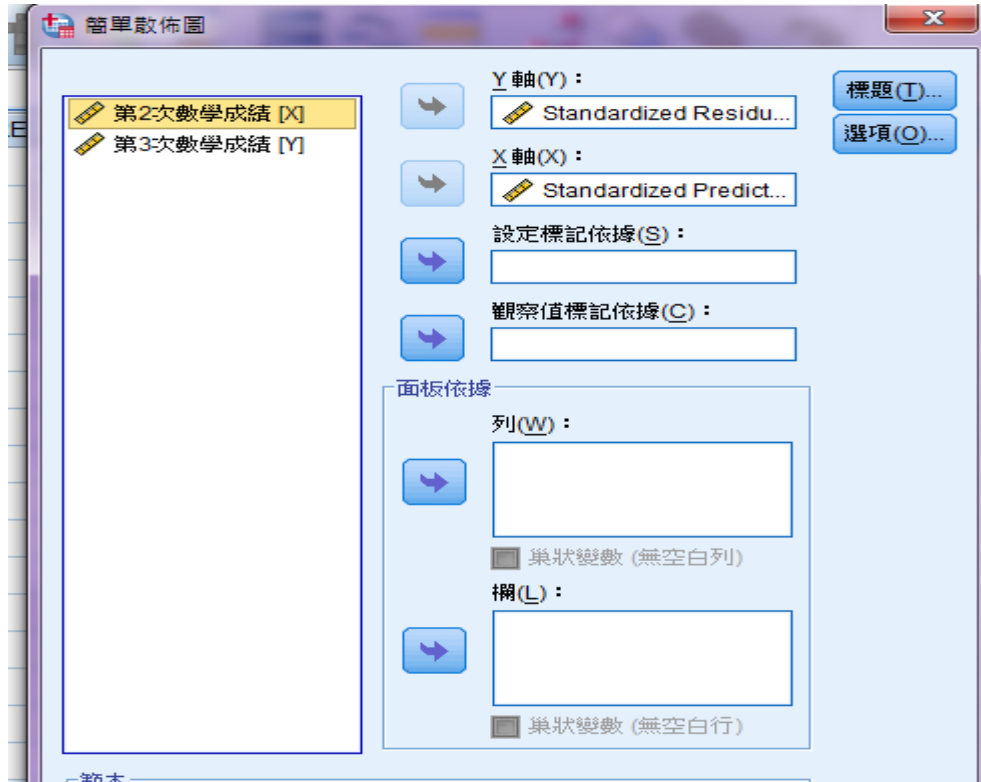 簡單散佈圖
第2次數學成績 [X]
第3次數學成績 [Y]
Y 軸(Y)：
Standardized Residu...
X 軸(X)：
Standardized Predict...
設定標記依據(S)：
觀察值標記依據(C)：
面板依據
列(W)：
巢狀變數 (無空白列)
欄(L)：
巢狀變數 (無空白行)
標題(T)...
選項(O)...